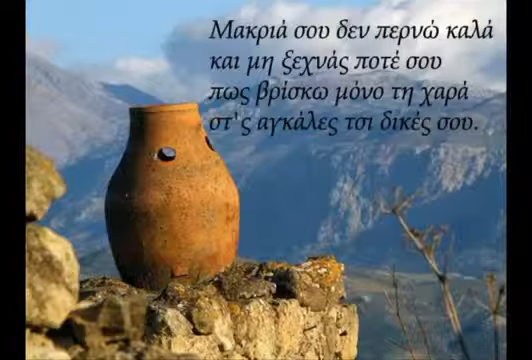 Μακριά σου δεν περνώ καλά
και μη ξεχνάς ποτέ σου
πως βρίσκω μόνο τη χαρά
στ'ς αγκάλες τσι δικές σου.